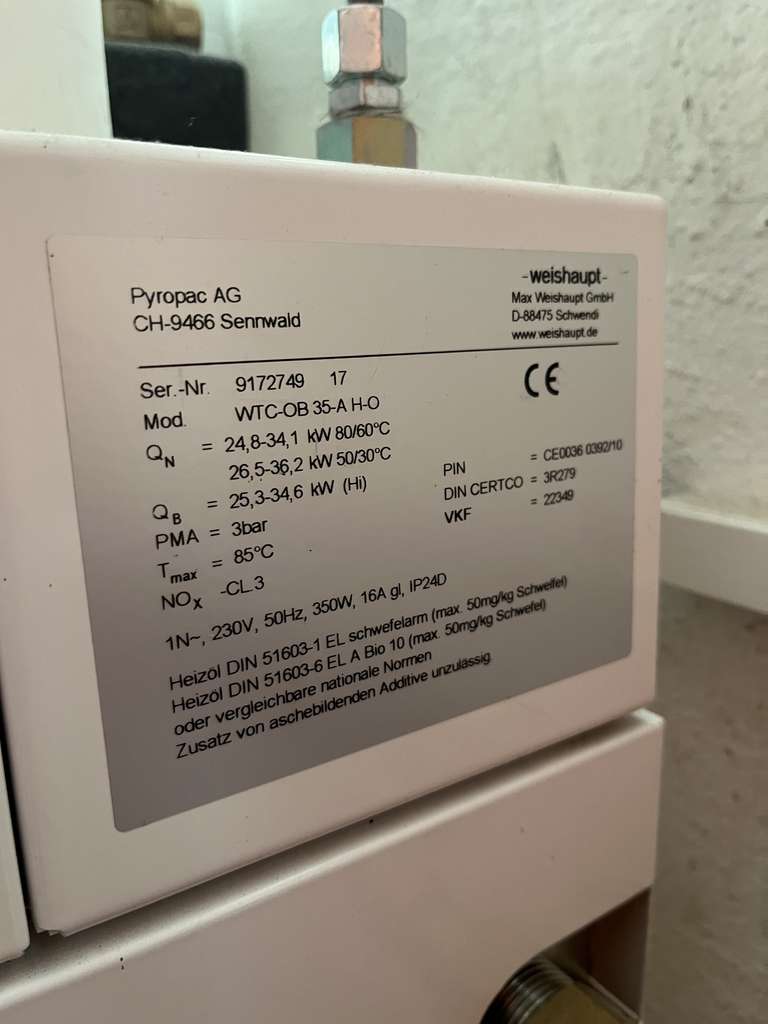 Pyropac AG
CH-9466 Sennwald
-weishaupt-
Max Weishaupt GmbH
D-88475 Schwendi
www.weishaupt.de
CE
Ser.-Nr. 9172749 17
Mod. WTC-OB 35-A H-O
QN = 24,8-34,1 kW 80/60°C
26,5-36,2 kW 50/30°C
QB = 25,3-34,6 kW (Hi)
PMA = 3bar
Tmax = 85°C
NOx -CL.3
PIN = CE0036 0392/10
DIN CERTCO = 3R279
VKF = 22349
1N~, 230V, 50Hz, 350W, 16A gl, IP24D
Heizöl DIN 51603-1 EL schwefelarm (max. 50mg/kg Schweffel)
Heizöl DIN 51603-6 EL A Bio 10 (max. 50mg/kg Schwefel)
oder vergleichbare nationale Normen
Zusatz von aschebildenden Additive unzulässig